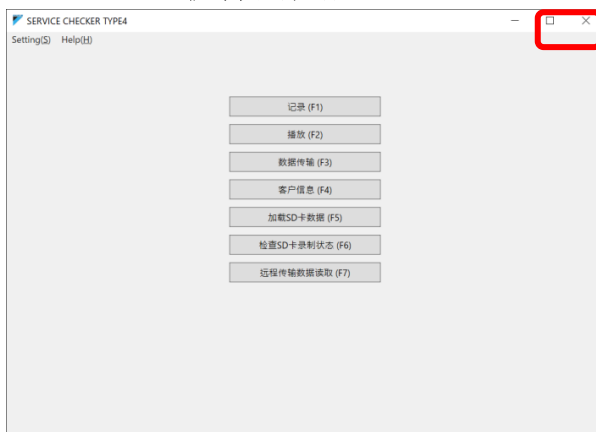 SERVICE CHECKER TYPE4
Setting(S) Help(H)
记录 (F1)
播放 (F2)
数据传输 (F3)
客户信息 (F4)
加载SD卡数据 (F5)
检查SD卡录制状态 (F6)
远程传输数据读取 (F7)